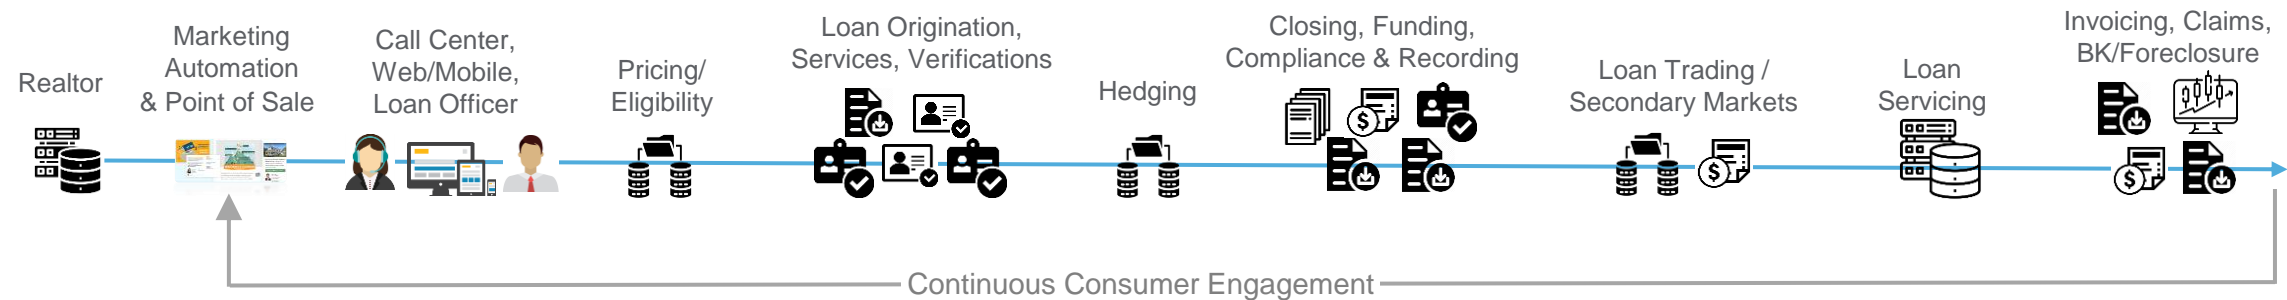 Realtor
Marketing
Automation
& Point of Sale
Call Center,
Web/Mobile,
Loan Officer
Pricing/
Eligibility
Loan Origination,
Services, Verifications
Hedging
Closing, Funding,
Compliance & Recording
Loan Trading /
Secondary Markets
Loan
Servicing
Invoicing, Claims,
BK/Foreclosure
Continuous Consumer Engagement